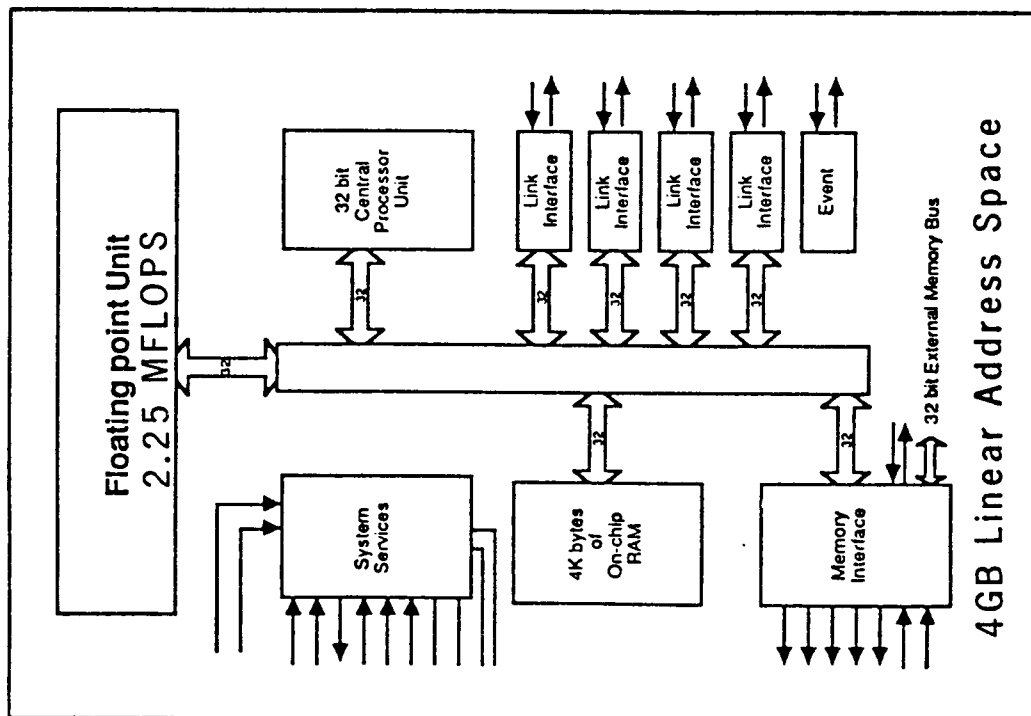 Floating point Unit
2.25 MFLOPS
32
32 bit
Central
Processor
Unit
32
System
Services
Link
Interface
32
4K bytes
of
On-chip
RAM
32
Link
Interface
32
Link
Interface
32
Link
Interface
32
Event
Memory
Interface
32
32 bit External Memory Bus
4GB Linear Address Space